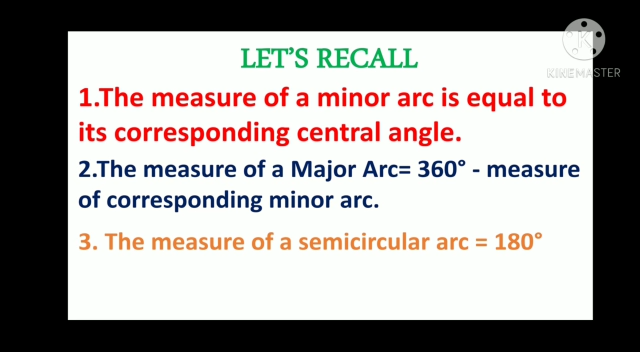 LET'S RECALL
KINEMASTER
1.The measure of a minor arc is equal to
its corresponding central angle.
2.The measure of a Major Arc= 360° - measure
of corresponding minor arc.
3. The measure of a semicircular arc = 180°